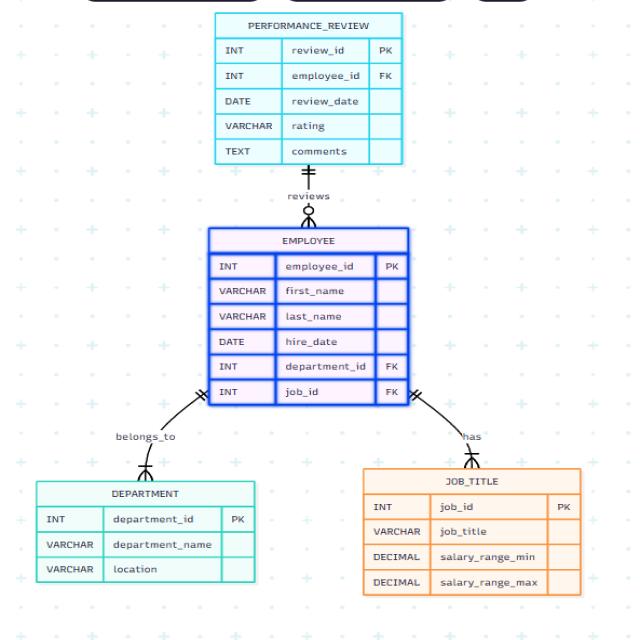 PERFORMANCE_REVIEW
INT review_id PK
INT employee_id FK
DATE review_date
VARCHAR rating
TEXT comments
reviews
EMPLOYEE
INT employee_id PK
VARCHAR first_name
VARCHAR last_name
DATE hire_date
INT department_id FK
INT job_id FK
belongs_to
has
DEPARTMENT
INT department_id PK
VARCHAR department_name
VARCHAR location
JOB_TITLE
INT job_id PK
VARCHAR job_title
DECIMAL salary_range_min
DECIMAL salary_range_max